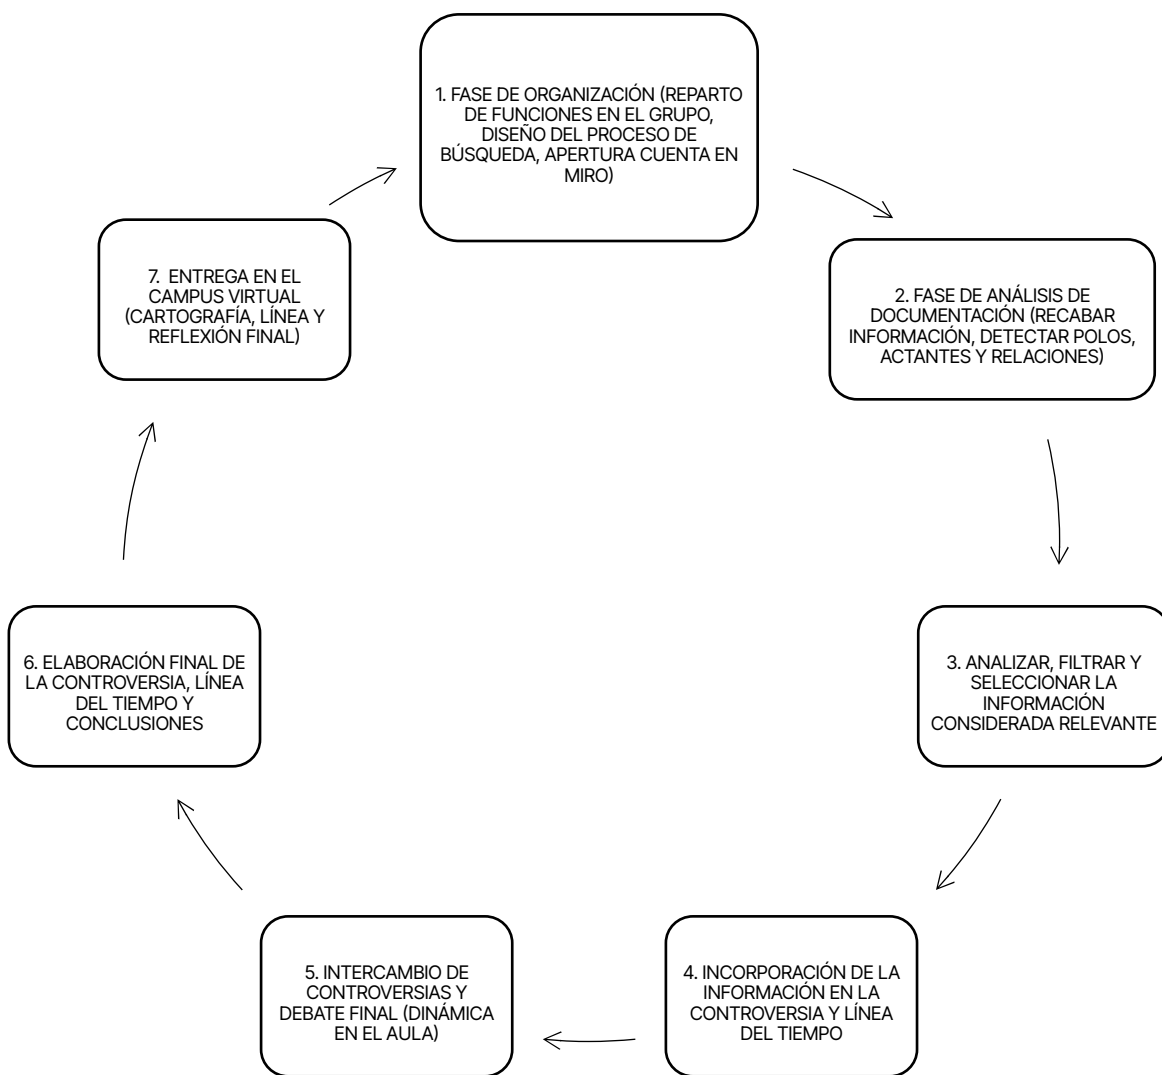 1. FASE DE ORGANIZACIÓN (REPARTO
DE FUNCIONES EN EL GRUPO,
DISEÑO DEL PROCESO DE
BÚSQUEDA, APERTURA CUENTA EN
MIRO)
2. FASE DE ANÁLISIS DE
DOCUMENTACIÓN (RECABAR
INFORMACIÓN, DETECTAR POLOS,
ACTANTES Y RELACIONES)
3. ANALIZAR, FILTRAR Y
SELECCIONAR LA
INFORMACIÓN
CONSIDERADA RELEVANTE
4. INCORPORACIÓN DE LA
INFORMACIÓN EN LA
CONTROVERSIA Y LÍNEA
DEL TIEMPO
5. INTERCAMBIO DE
CONTROVERSIAS Y
DEBATE FINAL (DINÁMICA
EN EL AULA)
6. ELABORACIÓN FINAL DE
LA CONTROVERSIA, LÍNEA
DEL TIEMPO Y
CONCLUSIONES
7. ENTREGA EN EL
CAMPUS VIRTUAL
(CARTOGRAFÍA, LÍNEA Y
REFLEXIÓN FINAL)